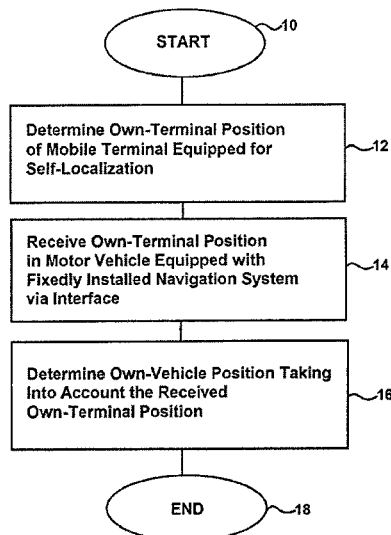 START
10
Determine Own-Terminal Position
of Mobile Terminal Equipped for
Self-Localization
12
Receive Own-Terminal Position
in Motor Vehicle Equipped with
Fixedly Installed Navigation System
via Interface
14
Determine Own-Vehicle Position Taking
Into Account the Received
Own-Terminal Position
16
END
18